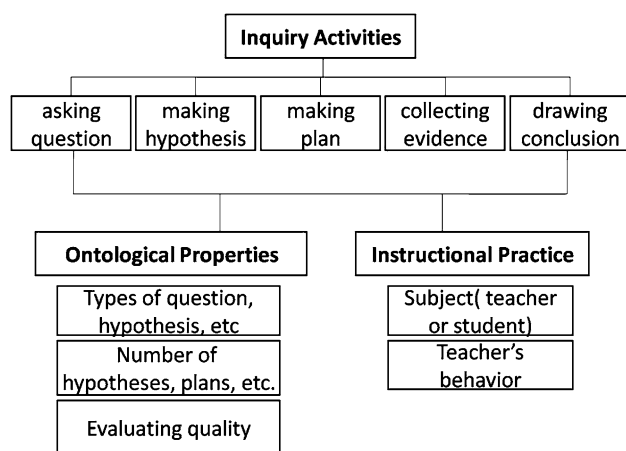 Inquiry Activities
asking
question
making
hypothesis
making
plan
collecting
evidence
drawing
conclusion
Ontological Properties
Types of question,
hypothesis, etc
Number of
hypotheses, plans, etc.
Evaluating quality
Instructional Practice
Subject( teacher
or student)
Teacher's
behavior